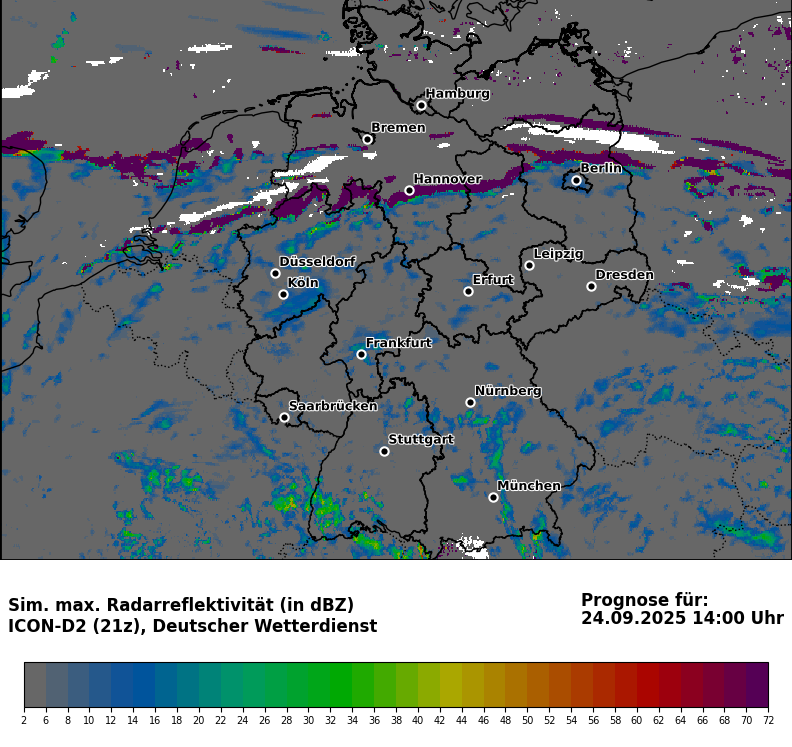 Hamburg
Bremen
Hannover
Berlin
Leipzig
Düsseldorf
Dresden
Köln
Erfurt
Frankfurt
Nürnberg
Saarbrücken
Stuttgart
München
Sim. max. Radarreflektivität (in dBZ)
ICON-D2 (21z), Deutscher Wetterdienst
Prognose für:
24.09.2025 14:00 Uhr
2 6 8 10 12 14 16 18 20 22 24 26 28 30 32 34 36 38 40 42 44 46 48 50 52 54 56 58 60 62 64 66 68 70 72